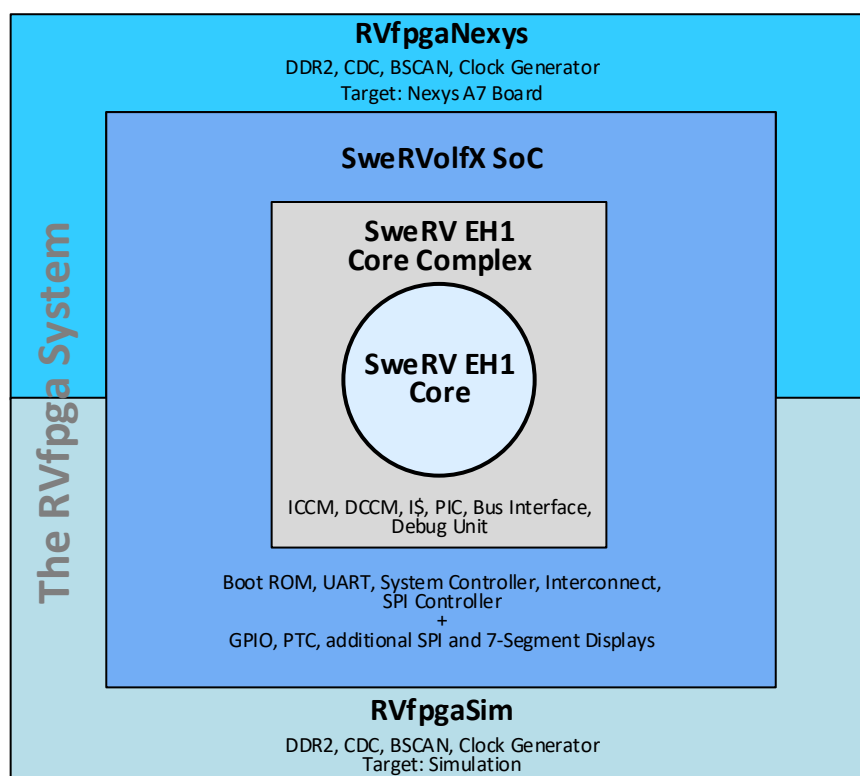 RVfpgaNexys
DDR2, CDC, BSCAN, Clock Generator
Target: Nexys A7 Board
SweRVolfX SoC
SweRV EH1
Core Complex
SweRV EH1
Core
ICCM, DCCM, I$, PIC, Bus Interface,
Debug Unit
Boot ROM, UART, System Controller, Interconnect,
SPI Controller
+
GPIO, PTC, additional SPI and 7-Segment Displays
The RVfpga System
RVfpgaSim
DDR2, CDC, BSCAN, Clock Generator
Target: Simulation